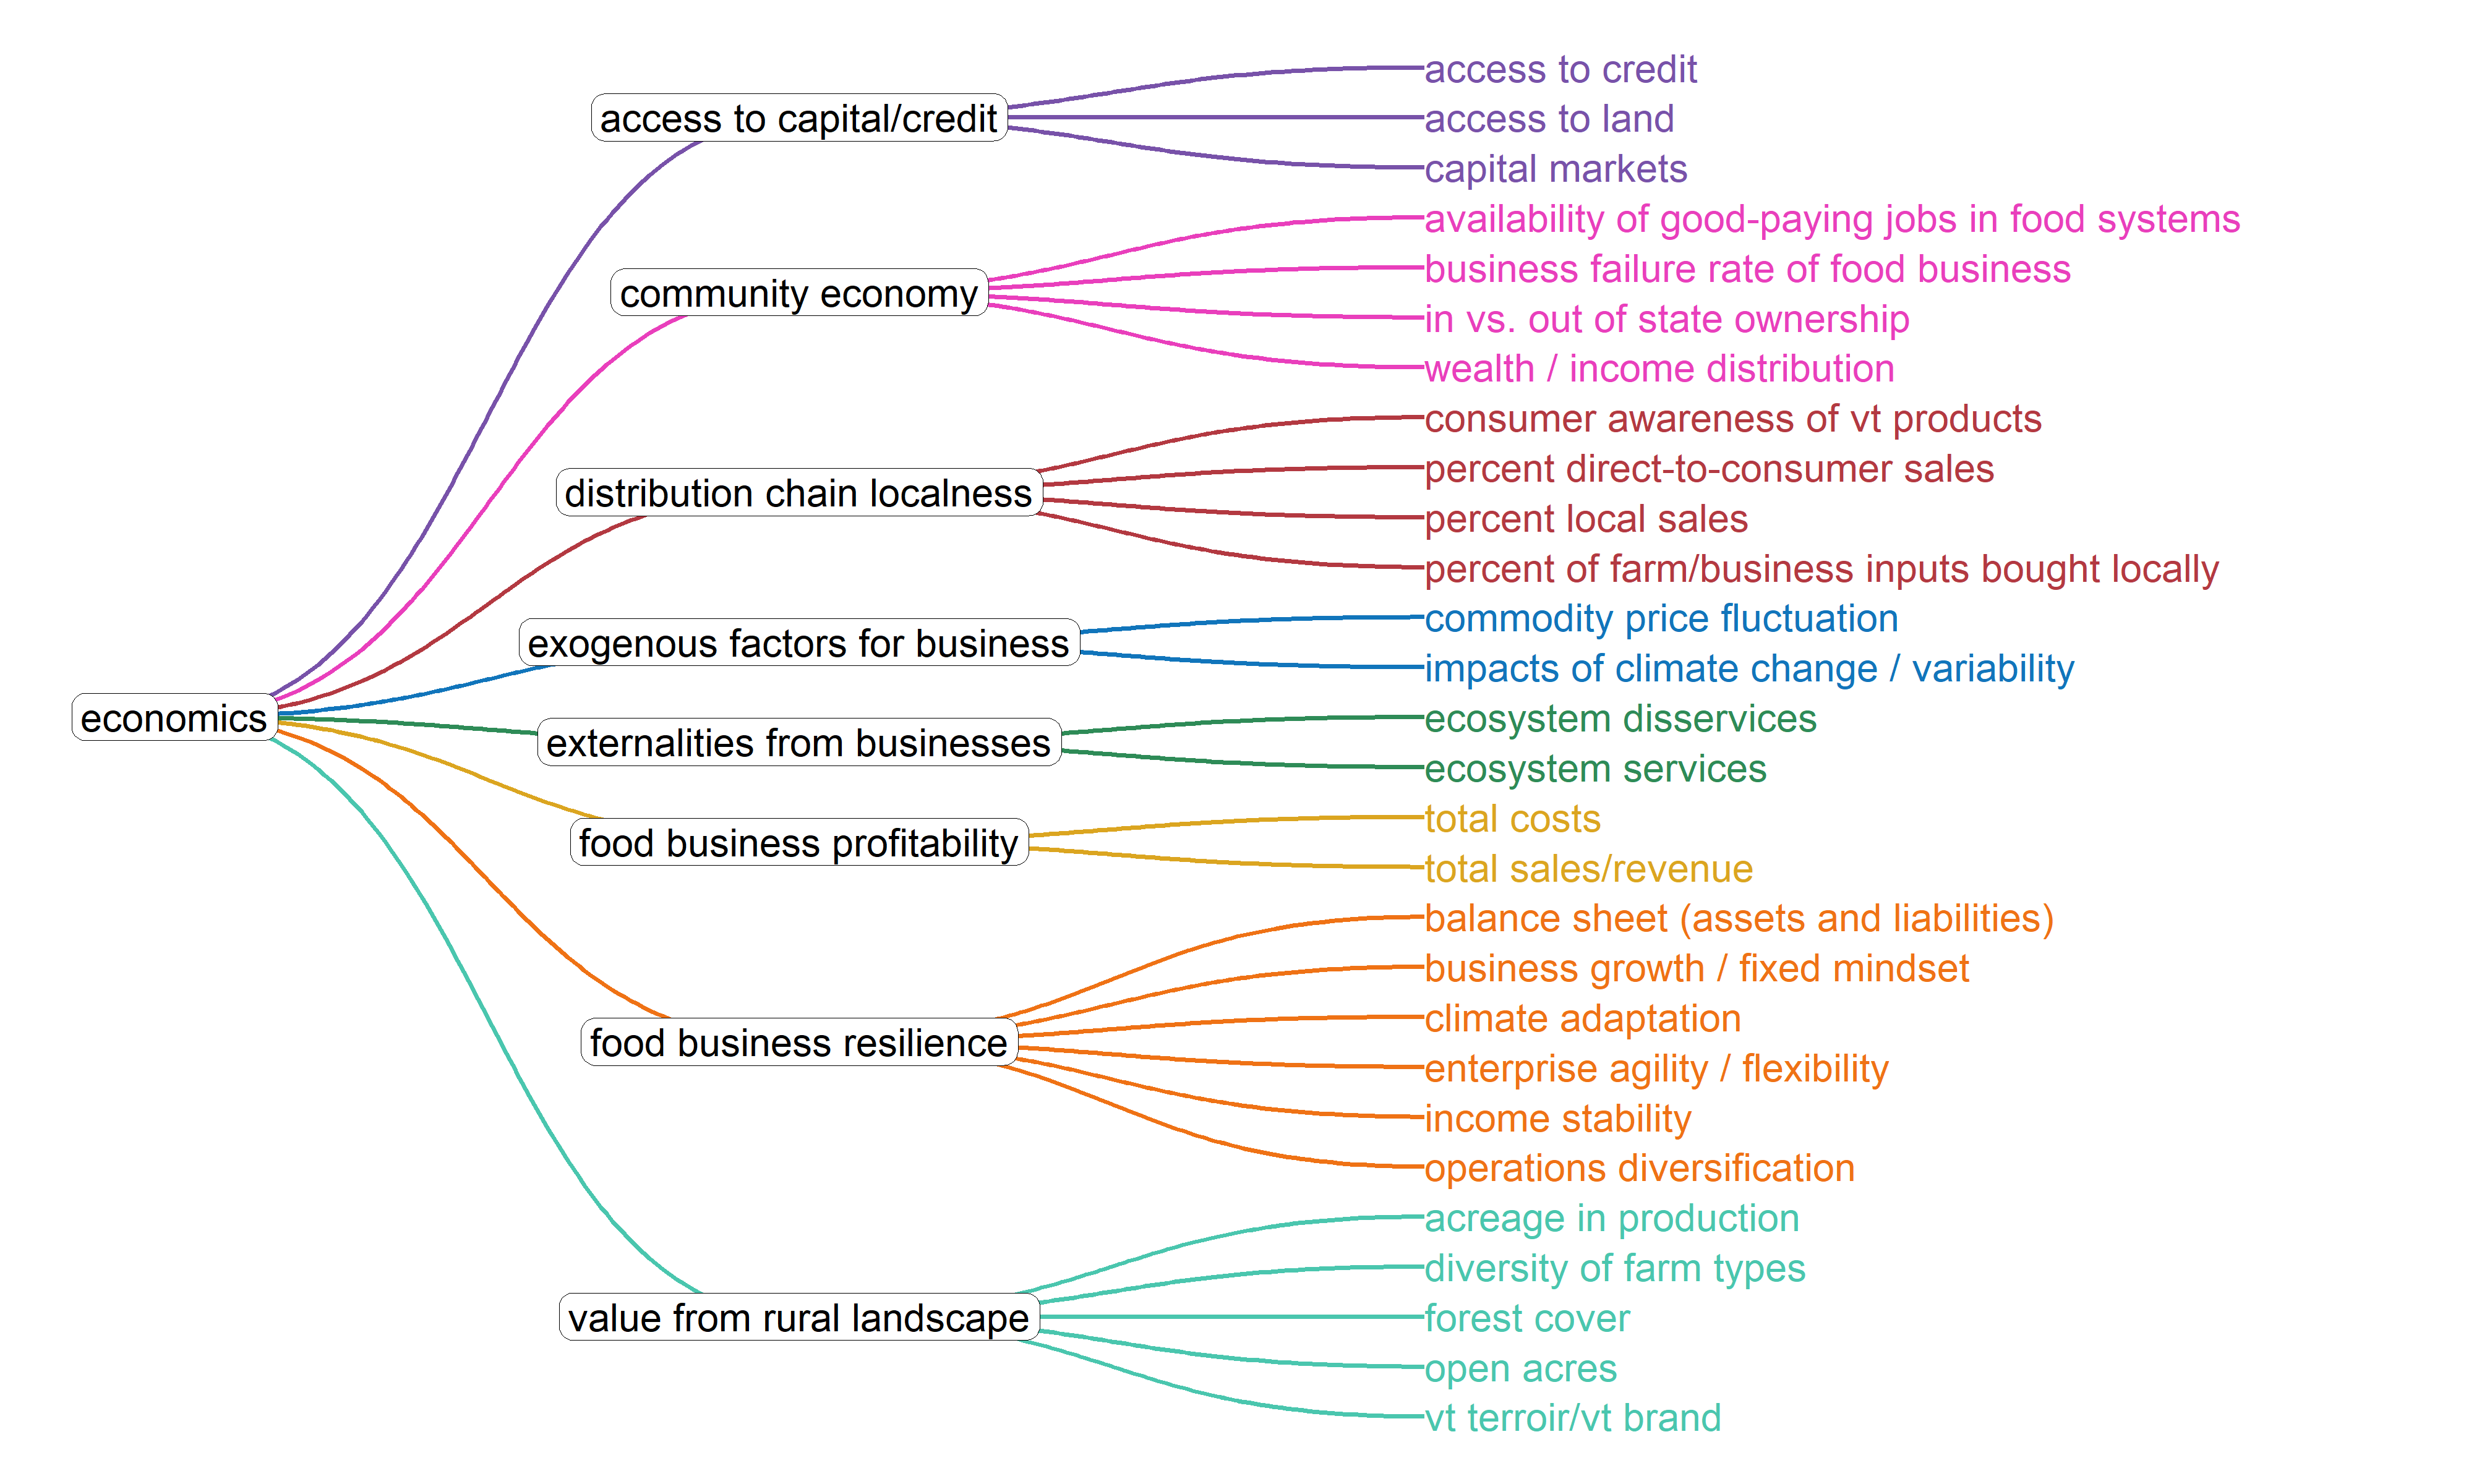 economics
access to capital/credit
access to credit
access to land
capital markets
community economy
availability of good-paying jobs in food systems
business failure rate of food business
in vs. out of state ownership
wealth / income distribution
distribution chain localness
consumer awareness of vt products
percent direct-to-consumer sales
percent local sales
percent of farm/business inputs bought locally
exogenous factors for business
commodity price fluctuation
impacts of climate change / variability
externalities from businesses
ecosystem disservices
ecosystem services
food business profitability
total costs
total sales/revenue
food business resilience
balance sheet (assets and liabilities)
business growth / fixed mindset
climate adaptation
enterprise agility / flexibility
income stability
operations diversification
value from rural landscape
acreage in production
diversity of farm types
forest cover
open acres
vt terroir/vt brand